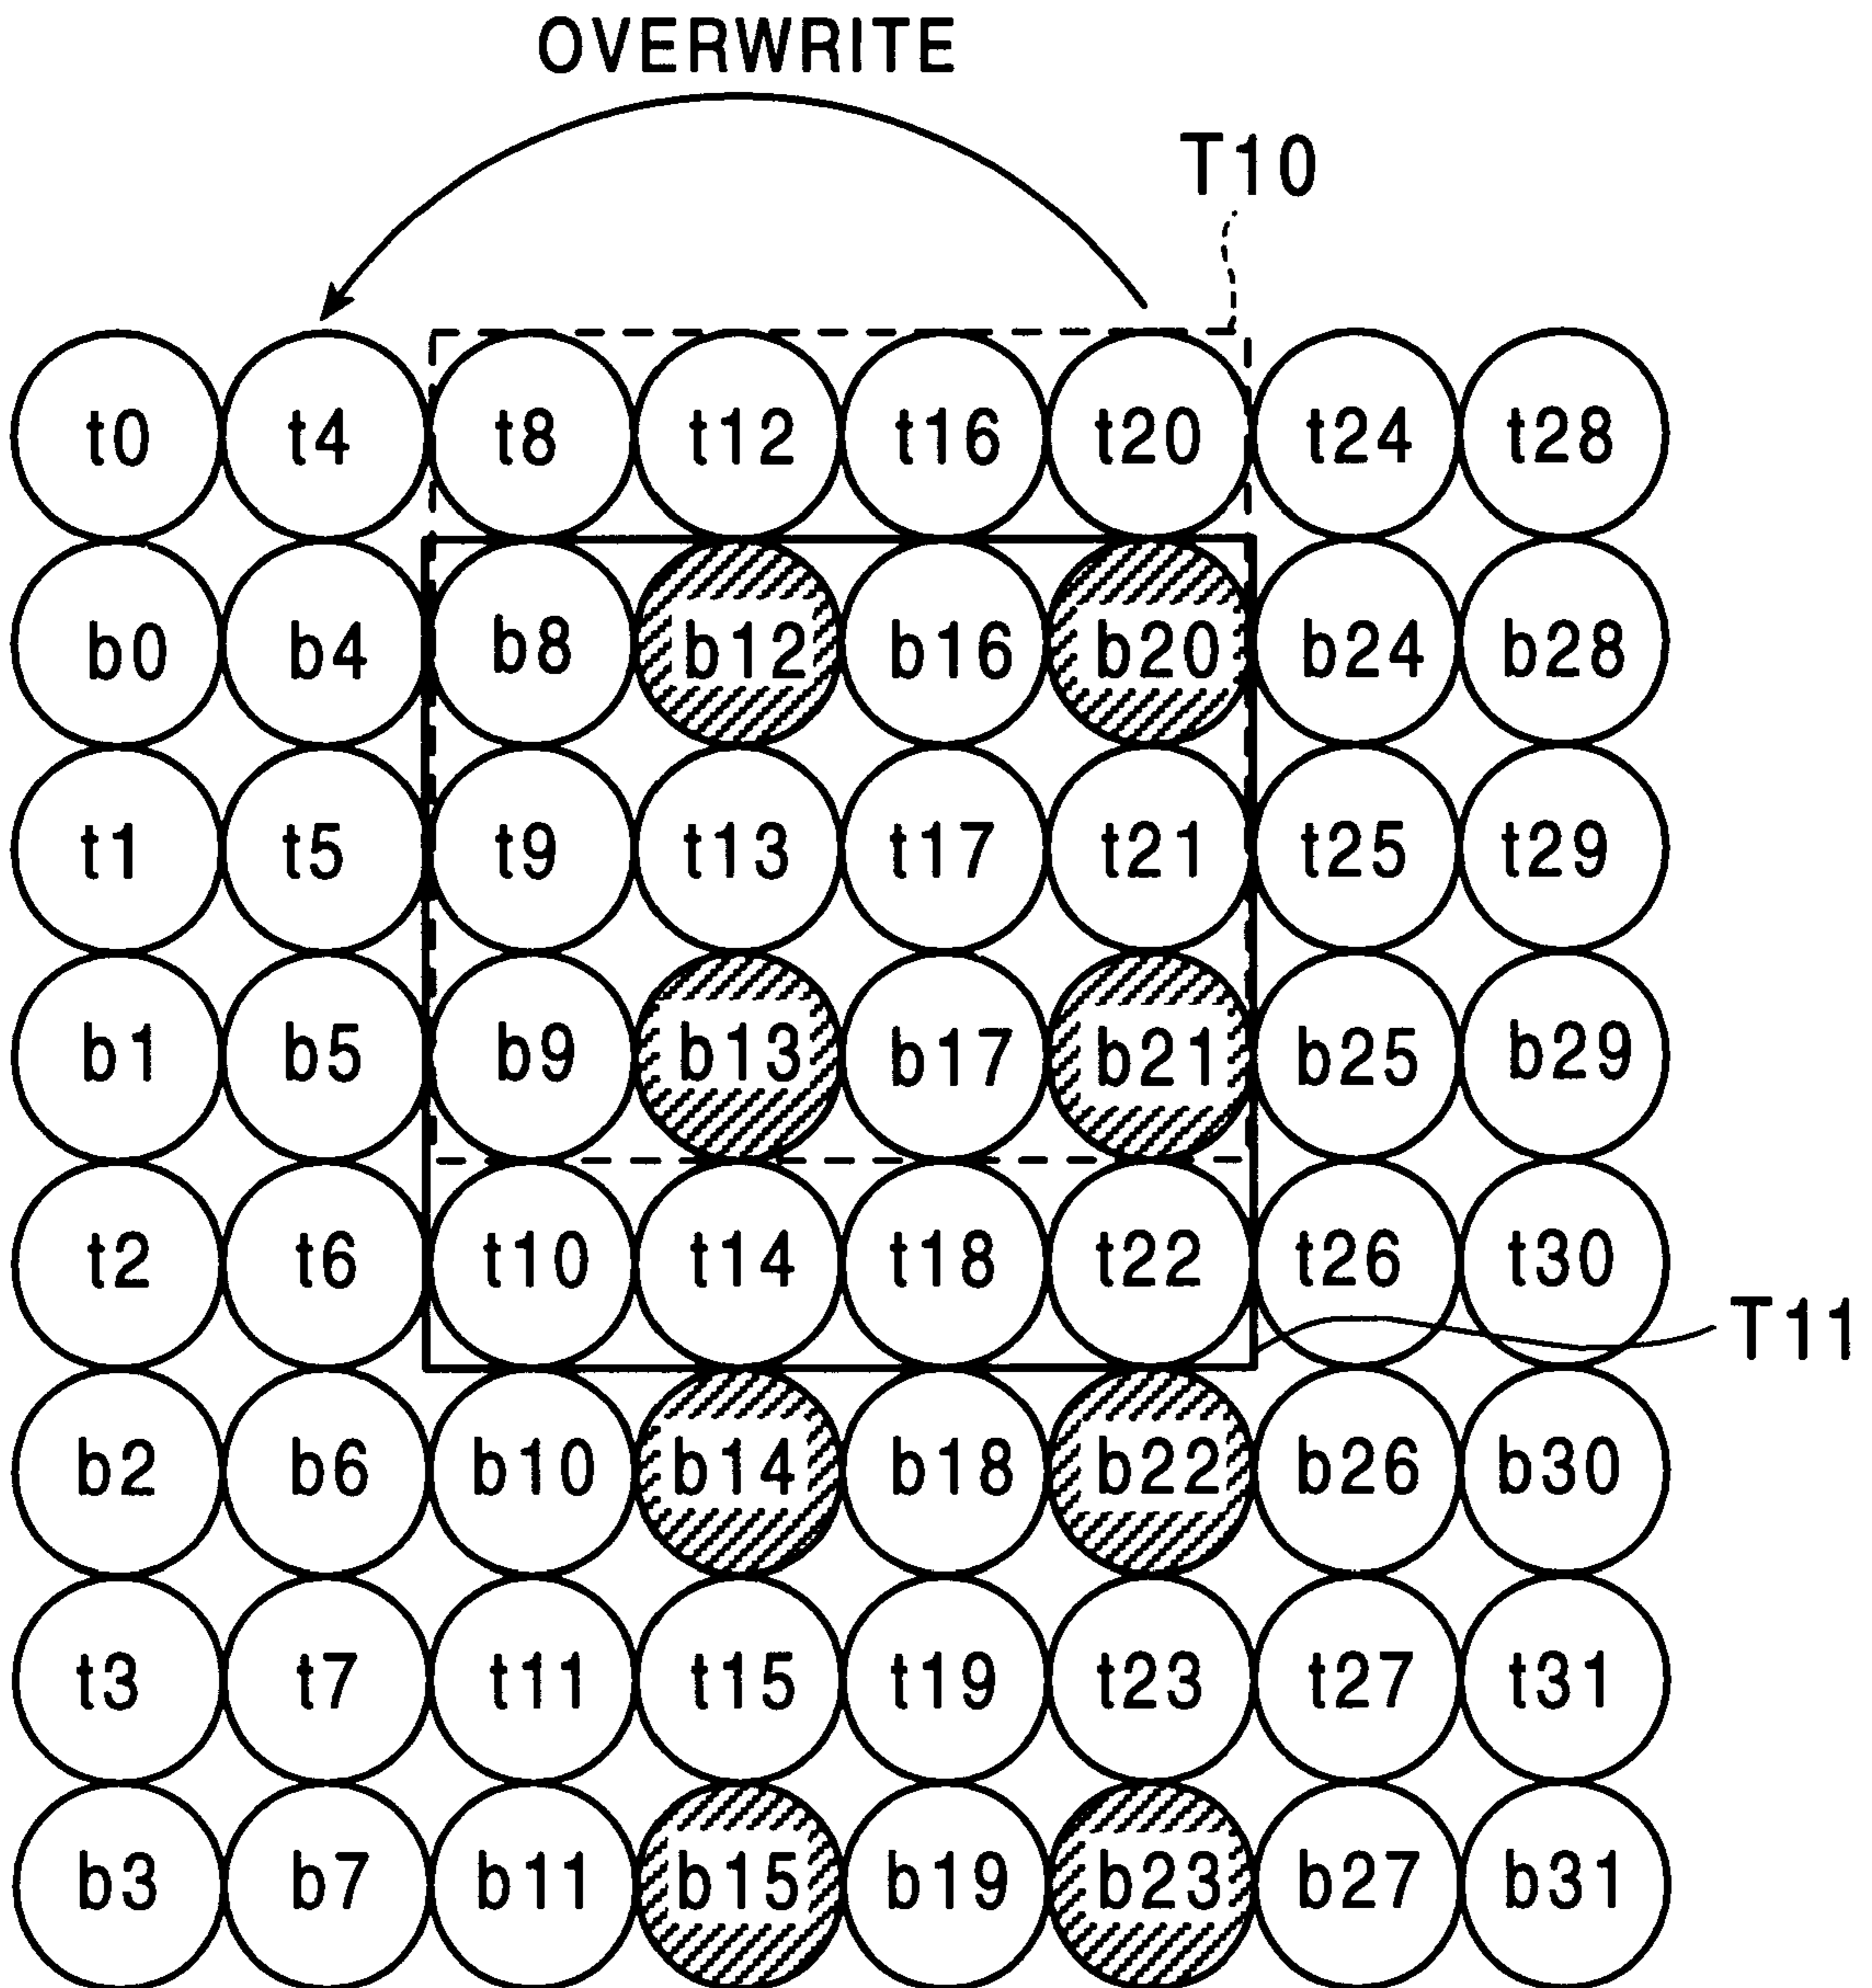 OVERWRITE
T10
t0 t4 t8 t12 t16 t20 t24 t28
b0 b4 b8 b12 b16 b20 b24 b28
t1 t5 t9 t13 t17 t21 t25 t29
b1 b5 b9 b13 b17 b21 b25 b29
t2 t6 t10 t14 t18 t22 t26 t30
T11
b2 b6 b10 b14 b18 b22 b26 b30
t3 t7 t11 t15 t19 t23 t27 t31
b3 b7 b11 b15 b19 b23 b27 b31